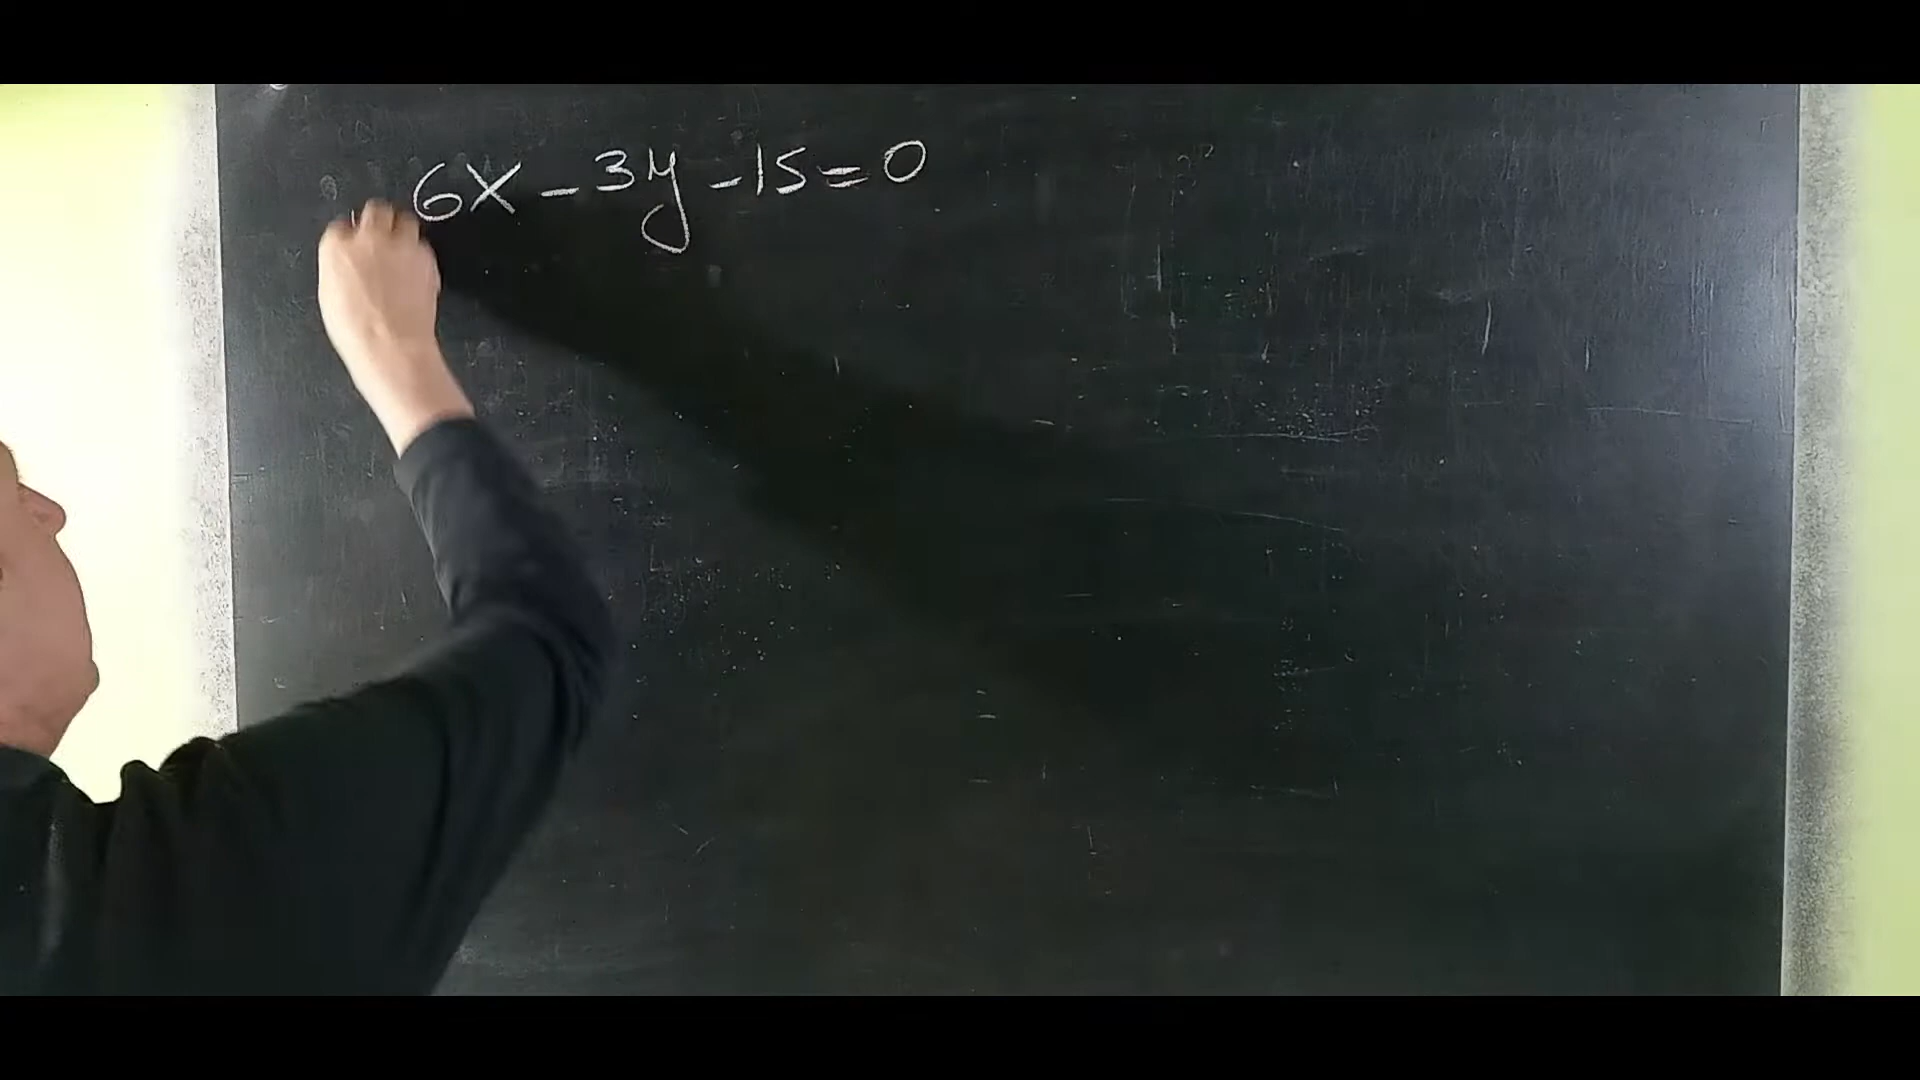 6x - 3y - 15 = 0